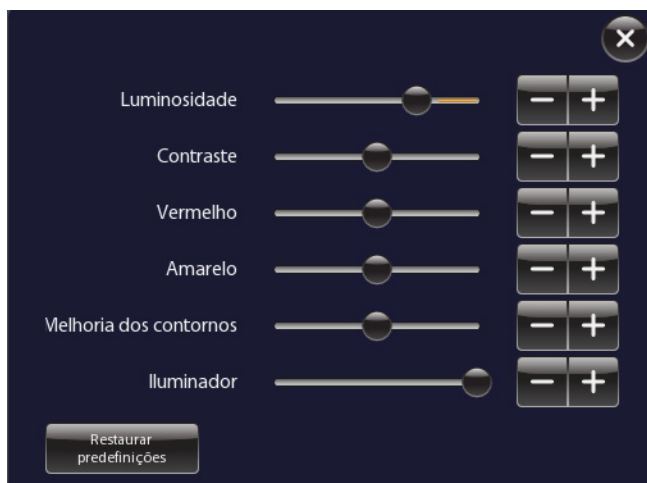 Luminosidade
Contraste
Vermelho
Amarelo
Melhoria dos contornos
Iluminador
Restaurar
predefinições